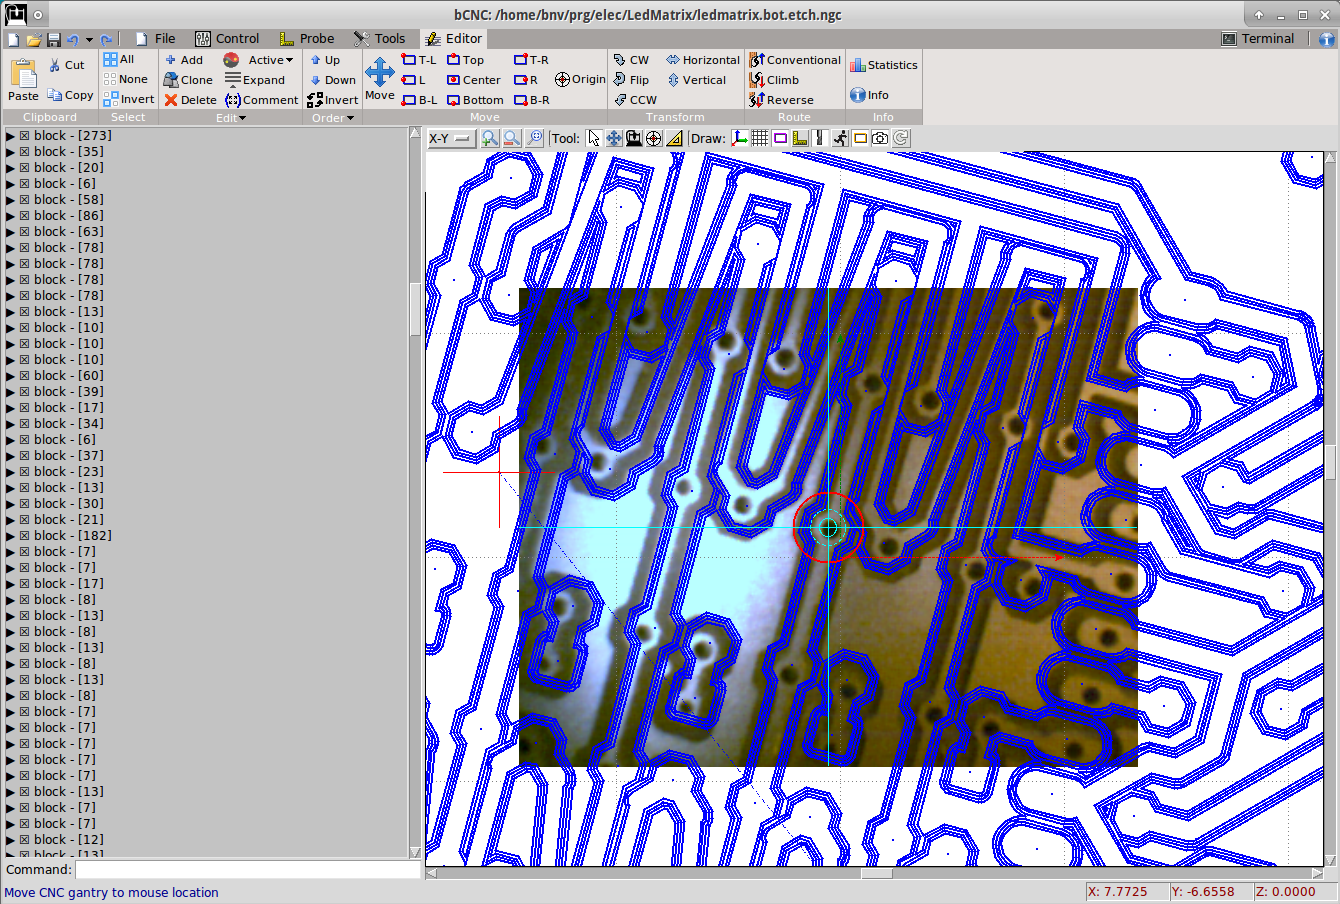 bCNC: /home/bnv/prg/elec/LedMatrix/ledmatrix.bot.etch.ngc
File Control Probe Tools Editor Terminal
Paste Cut Copy
All None Invert
Add Clone Delete
Active Expand Comment
Up Down Invert
Move T-L L B-L
Top Center Bottom
T-R R B-R
Origin
CW Flip CCW
Horizontal Vertical
Conventional Climb Reverse
Statistics Info
Clipboard Select Edit Order Move Transform Route Info
X-Y Tool: Draw:
block - [273]
block - [35]
block - [20]
block - [6]
block - [58]
block - [86]
block - [63]
block - [78]
block - [78]
block - [78]
block - [78]
block - [13]
block - [10]
block - [10]
block - [10]
block - [60]
block - [39]
block - [17]
block - [34]
block - [6]
block - [37]
block - [23]
block - [13]
block - [30]
block - [21]
block - [182]
block - [7]
block - [7]
block - [17]
block - [8]
block - [13]
block - [8]
block - [13]
block - [8]
block - [13]
block - [8]
block - [7]
block - [7]
block - [7]
block - [7]
block - [7]
block - [13]
block - [7]
block - [7]
block - [12]
block - [13]
Command:
Move CNC gantry to mouse location
X: 7.7725 Y: -6.6558 Z: 0.0000